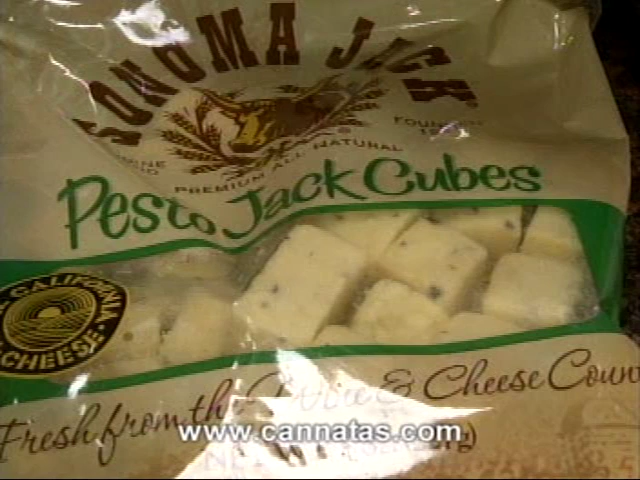 SONOMA JACK®
FOUNDED
PREMIUM ALL NATURAL
Pesto Jack Cubes
CALIFORNIA
CHEESE
Fresh from the Wine & Cheese Coun
www.cannatas.com